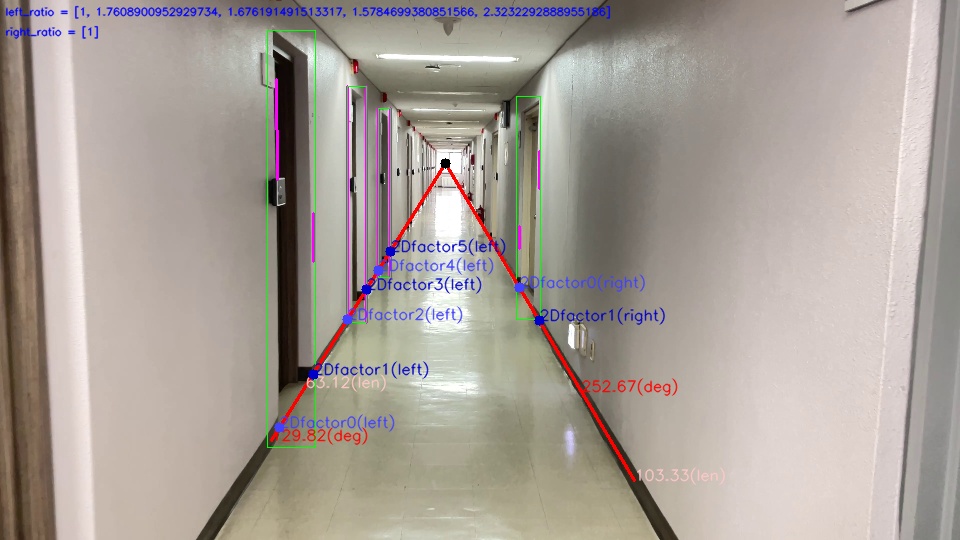 left_ratio = [1, 1.7608900952929734, 1.676191491513317, 1.5784699380851566, 2.3232292888955186]
right_ratio = [1]
2Dfactor5(left)
2Dfactor4(left)
2Dfactor3(left)
2Dfactor0(right)
2Dfactor2(left)
2Dfactor1(right)
2Dfactor1(left)
63.12(len)
252.67(deg)
2Dfactor0(left)
29.82(deg)
103.33(len)